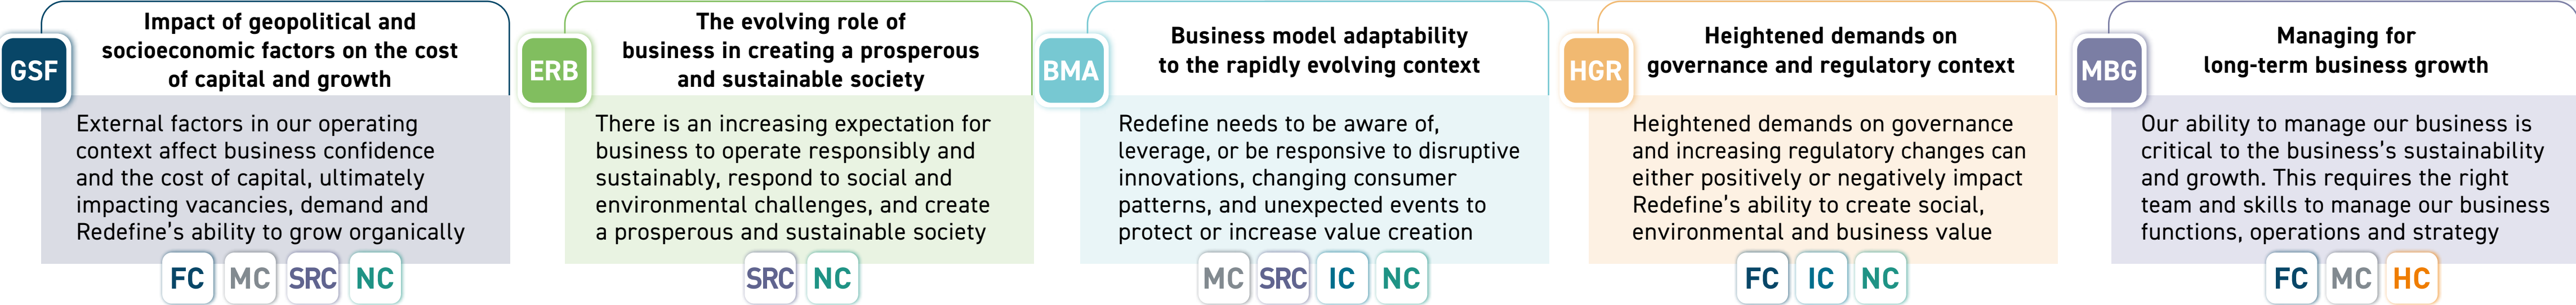 GSF
Impact of geopolitical and
socioeconomic factors on the cost
of capital and growth
External factors in our operating
context affect business confidence
and the cost of capital, ultimately
impacting vacancies, demand and
Redefine's ability to grow organically
FC MC SRC NC
ERB
The evolving role of
business in creating a prosperous
and sustainable society
There is an increasing expectation for
business to operate responsibly and
sustainably, respond to social and
environmental challenges, and create
a prosperous and sustainable society
SRC NC
BMA
Business model adaptability
to the rapidly evolving context
Redefine needs to be aware of,
leverage, or be responsive to disruptive
innovations, changing consumer
patterns, and unexpected events to
protect or increase value creation
MC SRC IC NC
HGR
Heightened demands on
governance and regulatory context
Heightened demands on governance
and increasing regulatory changes can
either positively or negatively impact
Redefine's ability to create social,
environmental and business value
FC IC NC
MBG
Managing for
long-term business growth
Our ability to manage our business is
critical to the business's sustainability
and growth. This requires the right
team and skills to manage our business
functions, operations and strategy
FC MC HC